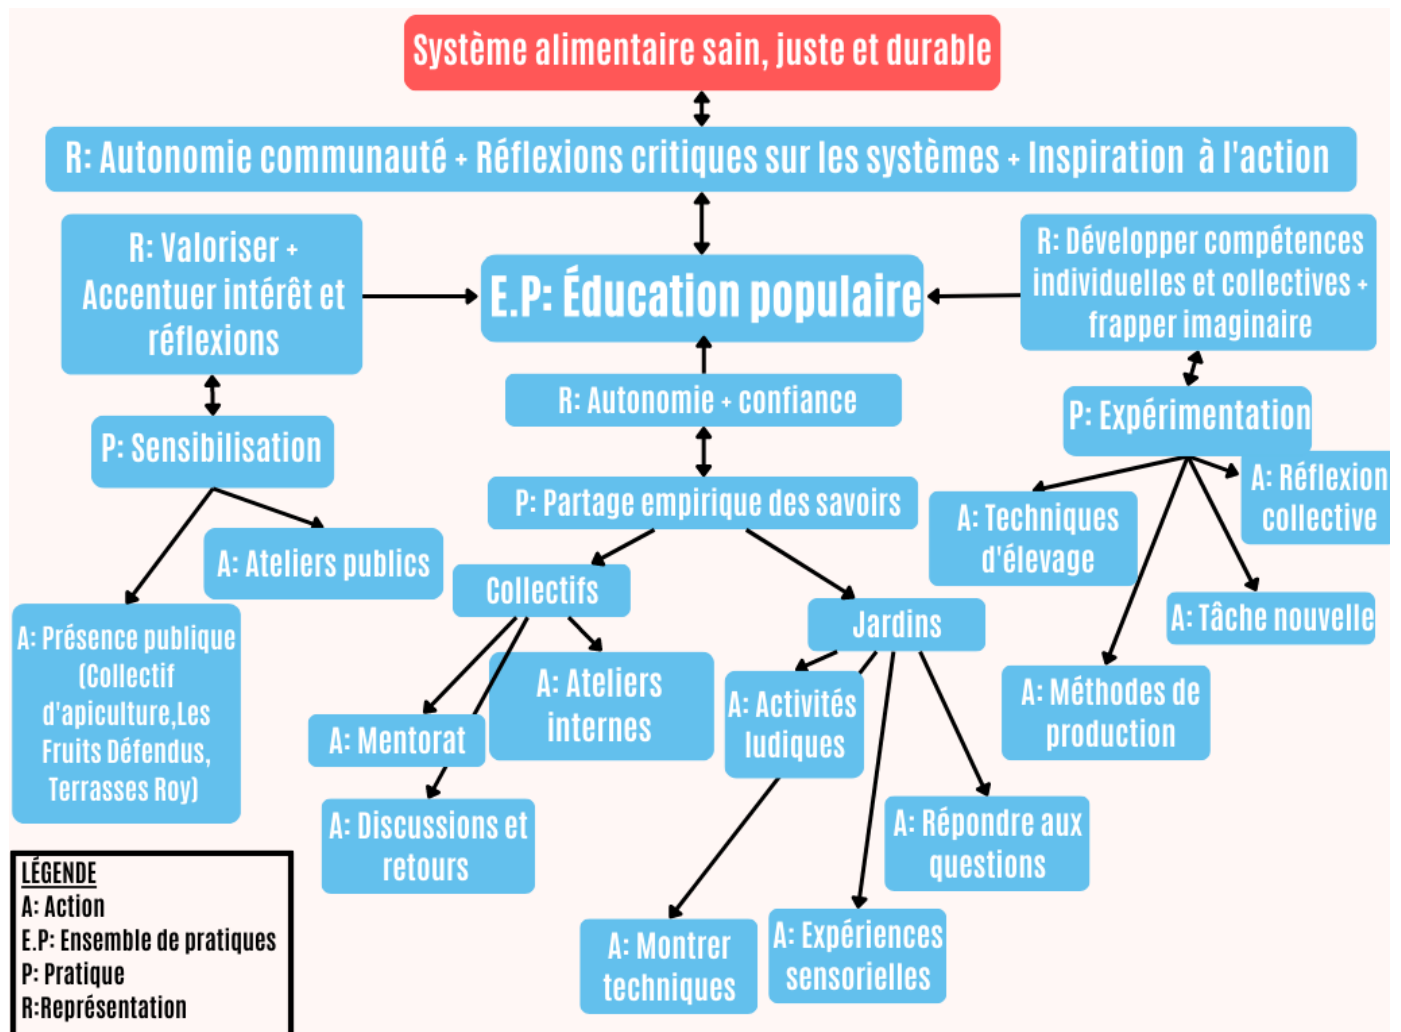 Système alimentaire sain, juste et durable
R: Autonomie communauté + Réflexions critiques sur les systèmes + Inspiration à l'action
R: Valoriser +
Accentuer intérêt et
réflexions
E.P: Éducation populaire
R: Développer compétences
individuelles et collectives +
frapper imaginaire
R: Autonomie + confiance
P: Sensibilisation
P: Expérimentation
P: Partage empirique des savoirs
A: Ateliers publics
A: Présence publique
(Collectif
d'apiculture,Les
Fruits Défendus,
Terrasses Roy)
Collectifs
A: Ateliers
internes
A: Mentorat
A: Discussions et
retours
Jardins
A: Activités
ludiques
A: Montrer
techniques
A: Expériences
sensorielles
A: Répondre aux
questions
A: Techniques
d'élevage
A: Réflexion
collective
A: Tâche nouvelle
A: Méthodes de
production
LÉGENDE
A: Action
E.P: Ensemble de pratiques
P: Pratique
R:Représentation